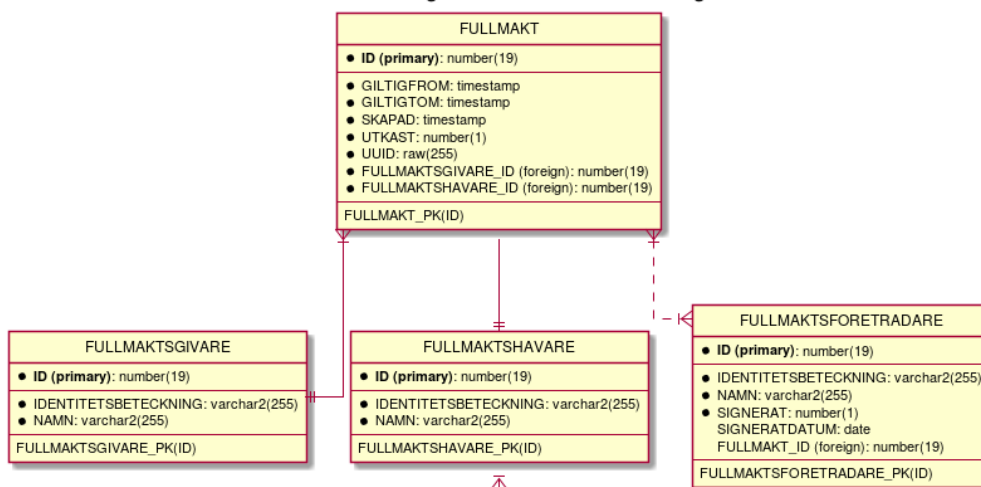 FULLMAKT
ID (primary): number(19)
GILTIGFROM: timestamp
GILTIGTOM: timestamp
SKAPAD: timestamp
UTKAST: number(1)
UUID: raw(255)
FULLMAKTSGIVARE_ID (foreign): number(19)
FULLMAKTSHAVARE_ID (foreign): number(19)
FULLMAKT_PK(ID)
FULLMAKTSGIVARE
ID (primary): number(19)
IDENTITETSBETECKNING: varchar2(255)
NAMN: varchar2(255)
FULLMAKTSGIVARE_PK(ID)
FULLMAKTSHAVARE
ID (primary): number(19)
IDENTITETSBETECKNING: varchar2(255)
NAMN: varchar2(255)
FULLMAKTSHAVARE_PK(ID)
FULLMAKTSFORETRADARE
ID (primary): number(19)
IDENTITETSBETECKNING: varchar2(255)
NAMN: varchar2(255)
SIGNERAT: number(1)
SIGNERATDATUM: date
FULLMAKT_ID (foreign): number(19)
FULLMAKTSFORETRADARE_PK(ID)